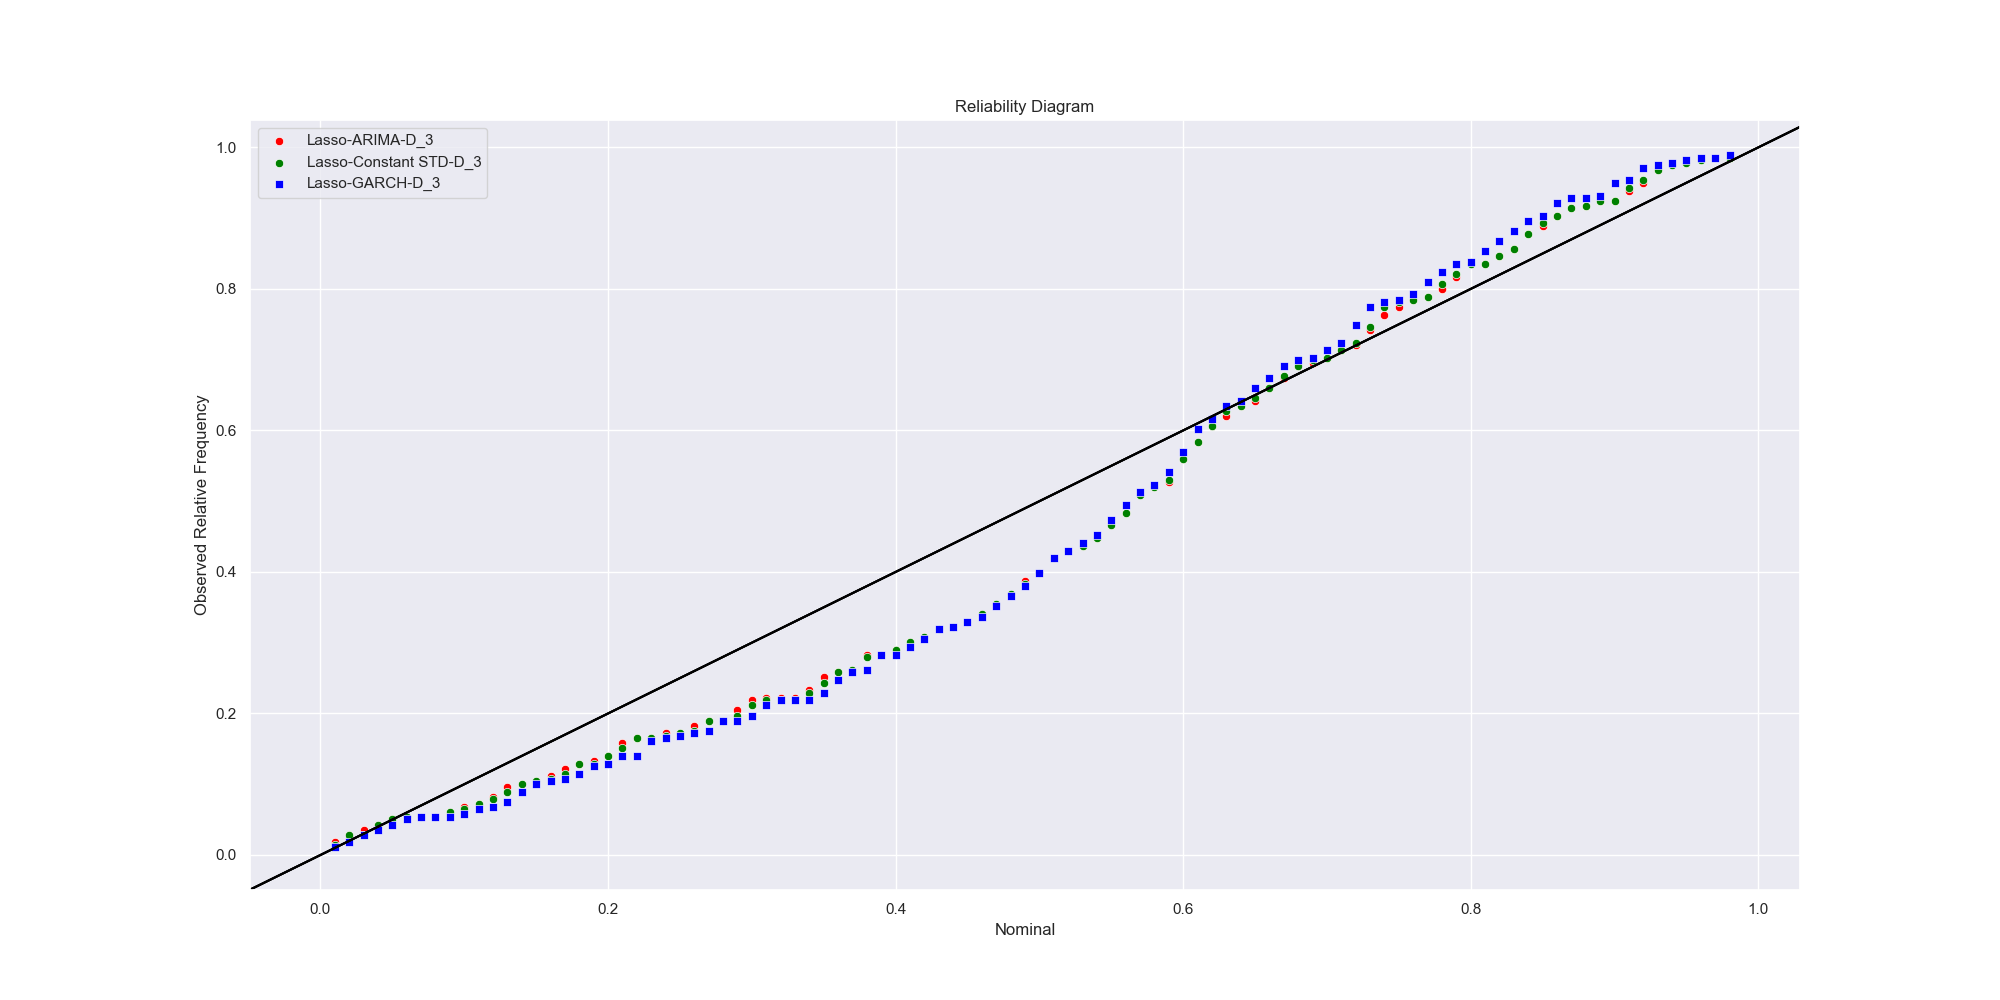 Reliability Diagram
Lasso-ARIMA-D_3
Lasso-Constant STD-D_3
Lasso-GARCH-D_3
1.0
0.8
0.6
0.4
0.2
0.0
Observed Relative Frequency
0.0 0.2 0.4 0.6 0.8 1.0
Nominal